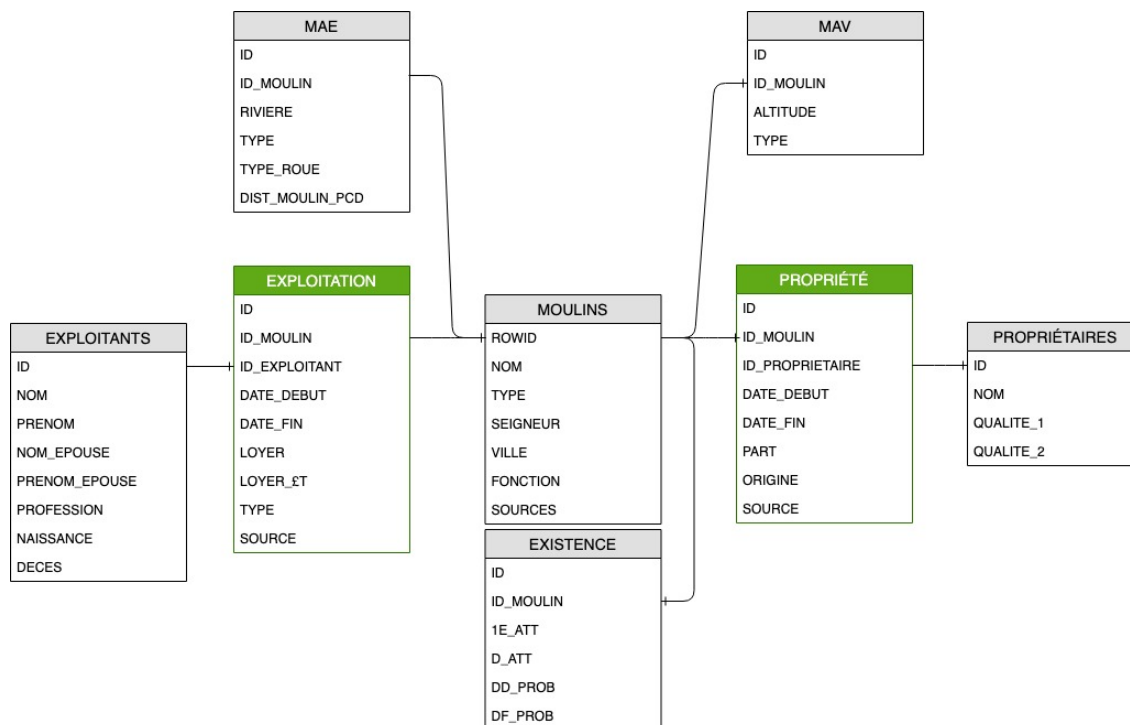 MAE
ID
ID_MOULIN
RIVIERE
TYPE
TYPE_ROUE
DIST_MOULIN_PCD
MAV
ID
ID_MOULIN
ALTITUDE
TYPE
EXPLOITANTS
ID
NOM
PRENOM
NOM_EPOUSE
PRENOM_EPOUSE
PROFESSION
NAISSANCE
DECES
EXPLOITATION
ID
ID_MOULIN
ID_EXPLOITANT
DATE_DEBUT
DATE_FIN
LOYER
LOYER_£T
TYPE
SOURCE
MOULINS
ROWID
NOM
TYPE
SEIGNEUR
VILLE
FONCTION
SOURCES
PROPRIÉTÉ
ID
ID_MOULIN
ID_PROPRIETAIRE
DATE_DEBUT
DATE_FIN
PART
ORIGINE
SOURCE
PROPRIÉTAIRES
ID
NOM
QUALITE_1
QUALITE_2
EXISTENCE
ID
ID_MOULIN
1E_ATT
D_ATT
DD_PROB
DF_PROB